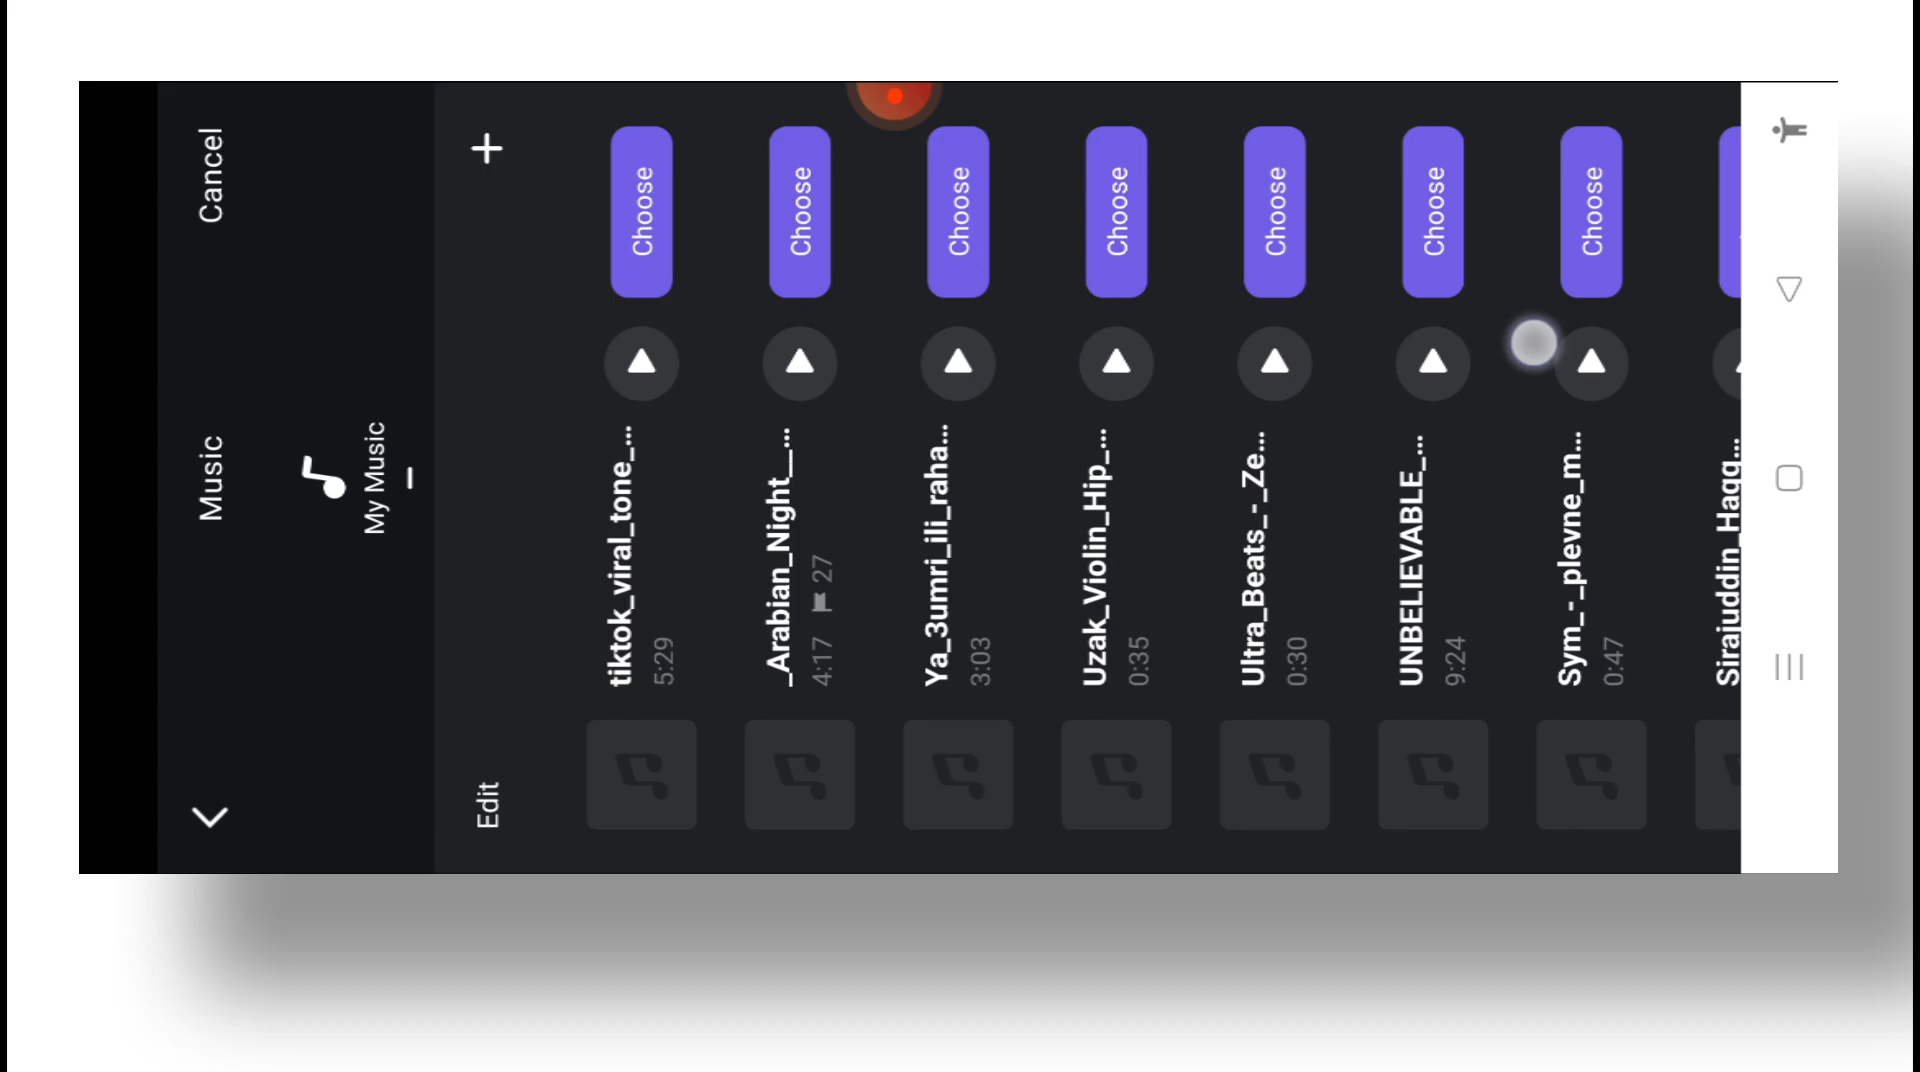 Music
Cancel
My Music
Edit
tiktok_viral_tone_...
5:29
Choose
_Arabian_Night__...
4:17 27
Choose
Ya_3umri_ili_raha...
3:03
Choose
Uzak_Violin_Hip_...
0:35
Choose
Ultra_Beats_-_Ze...
0:30
Choose
UNBELIEVABLE_...
9:24
Choose
Sym_-_plevne_m...
0:47
Choose
Sirajuddin_Haqq...